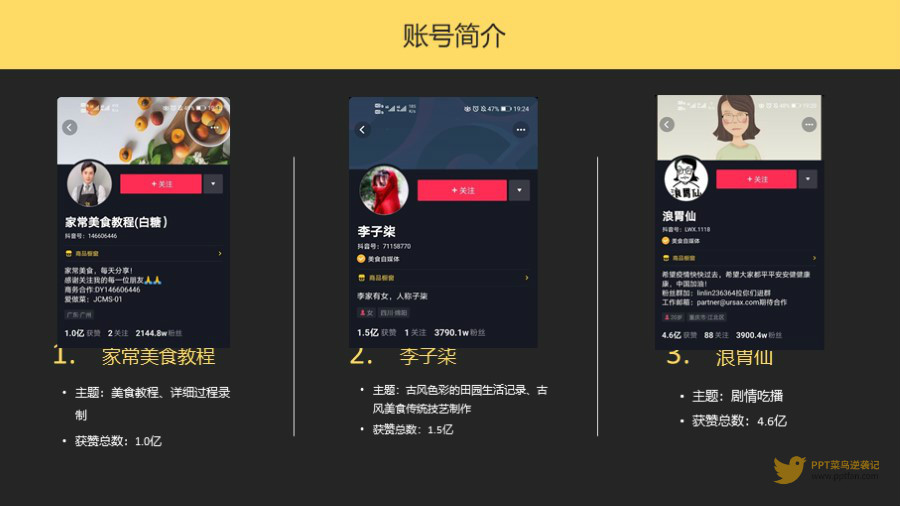 账号简介
47%
+ 关注
家常美食教程(白糖)
抖音号: 146606446
商品橱窗
家常美食，每天分享！
感谢关注我的每一位朋友🙏🙏
商务合作:DY146606446
爱做菜: JCMS-01
广东·广州
1.0亿 获赞 2 关注 2144.8w 粉丝
1. 家常美食教程
• 主题：美食教程、详细过程录
制
• 获赞总数：1.0亿
47% 19:24
+ 关注
李子柒
抖音号: 71158770
美食自媒体
商品橱窗
李家有女，人称子柒
女 四川·绵阳
1.5亿 获赞 1 关注 3790.1w 粉丝
2. 李子柒
• 主题：古风色彩的田园生活记录、古
风美食传统技艺制作
• 获赞总数：1.5亿
+ 关注
浪胃仙
浪胃仙
抖音号: LWX.1118
美食自媒体
商品橱窗
希望疫情快快过去，希望大家都平平安安健健康
康，中国加油！
粉丝群加：linlin236364拉你们进群
工作邮箱：partner@ursax.com期待合作
重庆市·江北区
4.6亿 获赞 88 关注 3900.4w 粉丝
3. 浪胃仙
• 主题：剧情吃播
• 获赞总数：4.6亿
PPT菜鸟逆袭记